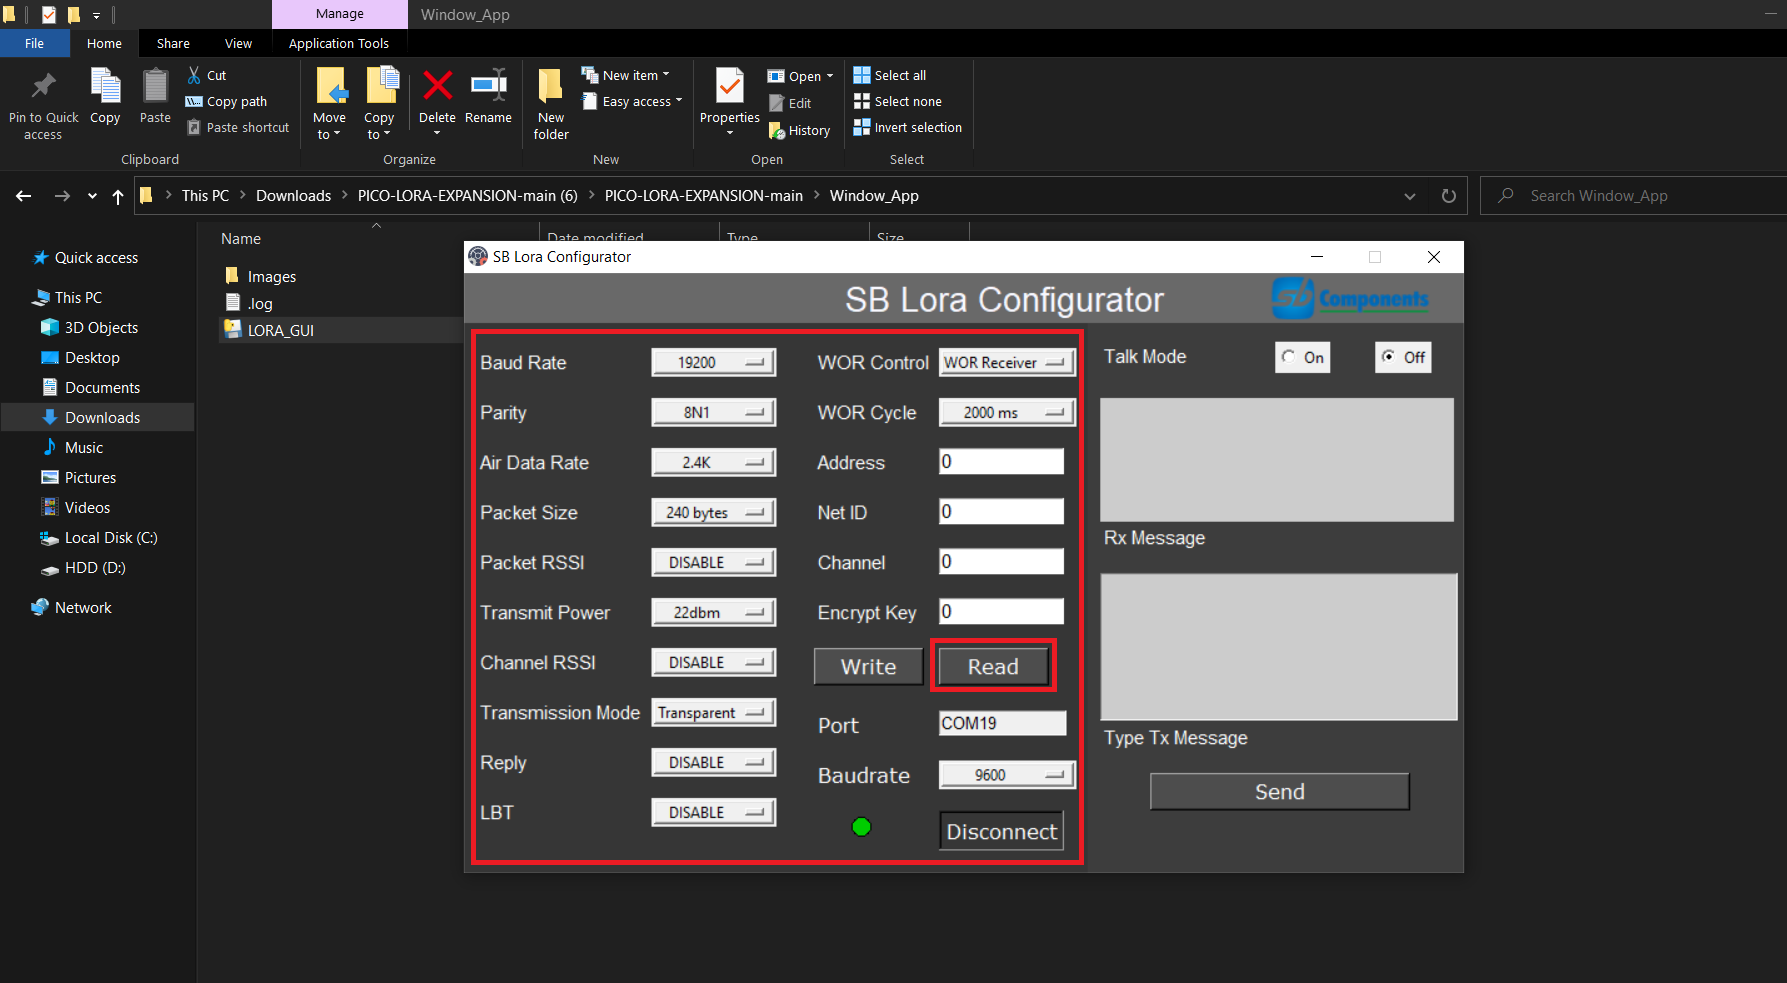 Manage
Window_App
File
Home
Share
View
Application Tools
Pin to Quick access
Copy
Paste
Cut
Copy path
Paste shortcut
Clipboard
Move to
Copy to
Delete
Rename
Organize
New folder
New item
Easy access
New
Properties
Open
Edit
History
Open
Select all
Select none
Invert selection
Select
This PC
Downloads
PICO-LORA-EXPANSION-main (6)
PICO-LORA-EXPANSION-main
Window_App
Search Window_App
Quick access
This PC
3D Objects
Desktop
Documents
Downloads
Music
Pictures
Videos
Local Disk (C:)
HDD (D:)
Network
Name
Date modified
Type
Size
Images
.log
LORA_GUI
SB Lora Configurator
SB Lora Configurator
sb Components
Baud Rate
19200
Parity
8N1
Air Data Rate
2.4K
Packet Size
240 bytes
Packet RSSI
DISABLE
Transmit Power
22dbm
Channel RSSI
DISABLE
Transmission Mode
Transparent
Reply
DISABLE
LBT
DISABLE
WOR Control
WOR Receiver
WOR Cycle
2000 ms
Address
0
Net ID
0
Channel
0
Encrypt Key
0
Write
Read
Port
COM19
Baudrate
9600
Disconnect
Talk Mode
On
Off
Rx Message
Type Tx Message
Send